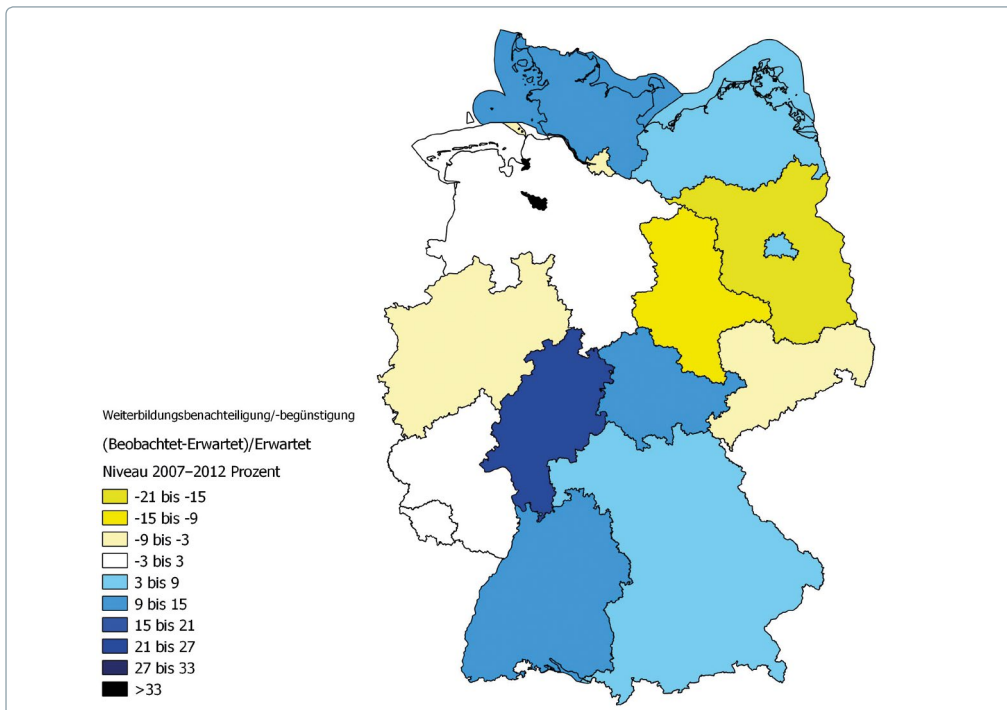 Weiterbildungsbenachteiligung/-begünstigung
(Beobachtet-Erwartet)/Erwartet
Niveau 2007–2012 Prozent
-21 bis -15
-15 bis -9
-9 bis -3
-3 bis 3
3 bis 9
9 bis 15
15 bis 21
21 bis 27
27 bis 33
>33